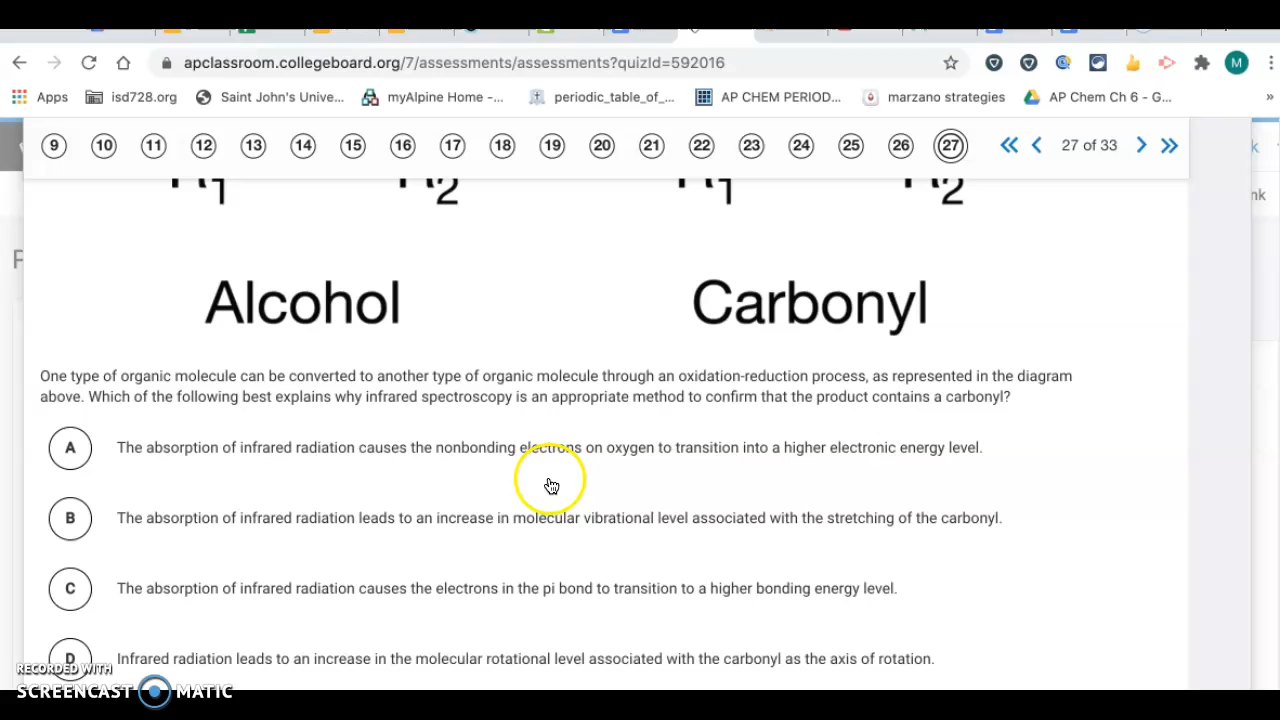 apclassroom.collegeboard.org/7/assessments/assessments?quizId=592016
M
Apps isd728.org Saint John's Unive... myAlpine Home -... periodic_table_of_... AP CHEM PERIOD... marzano strategies AP Chem Ch 6 - G... »
9 10 11 12 13 14 15 16 17 18 19 20 21 22 23 24 25 26 27 27 of 33
R1 R2 R1 R2
Alcohol Carbonyl
One type of organic molecule can be converted to another type of organic molecule through an oxidation-reduction process, as represented in the diagram
above. Which of the following best explains why infrared spectroscopy is an appropriate method to confirm that the product contains a carbonyl?
A The absorption of infrared radiation causes the nonbonding electrons on oxygen to transition into a higher electronic energy level.
B The absorption of infrared radiation leads to an increase in molecular vibrational level associated with the stretching of the carbonyl.
C The absorption of infrared radiation causes the electrons in the pi bond to transition to a higher bonding energy level.
D Infrared radiation leads to an increase in the molecular rotational level associated with the carbonyl as the axis of rotation.
RECORDED WITH
SCREENCAST MATIC